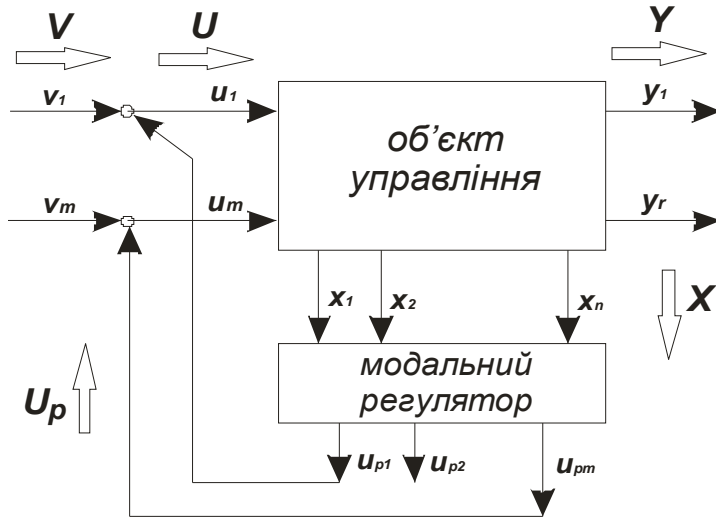 V U Y
v1 u1 y1
об'єкт
управління
vm um yr
x1 x2 xn X
модальний
регулятор
Up
up1 up2 upm